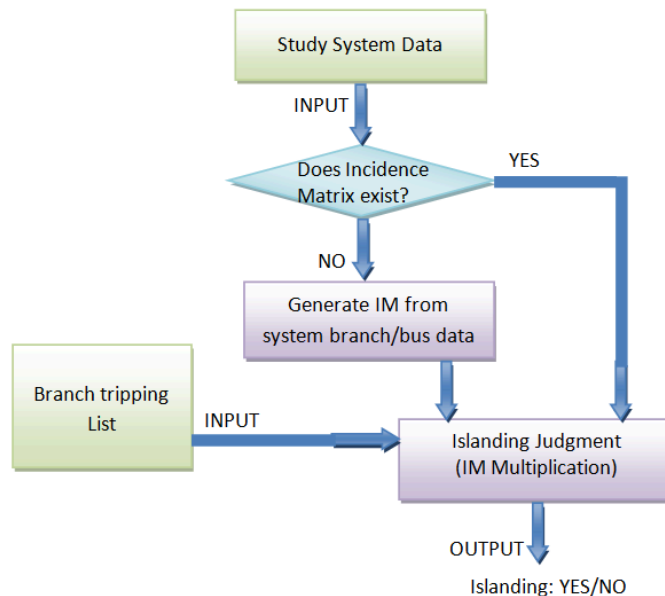 Study System Data
INPUT
Does Incidence
Matrix exist?
YES
NO
Generate IM from
system branch/bus data
Branch tripping
List
INPUT
Islanding Judgment
(IM Multiplication)
OUTPUT
Islanding: YES/NO